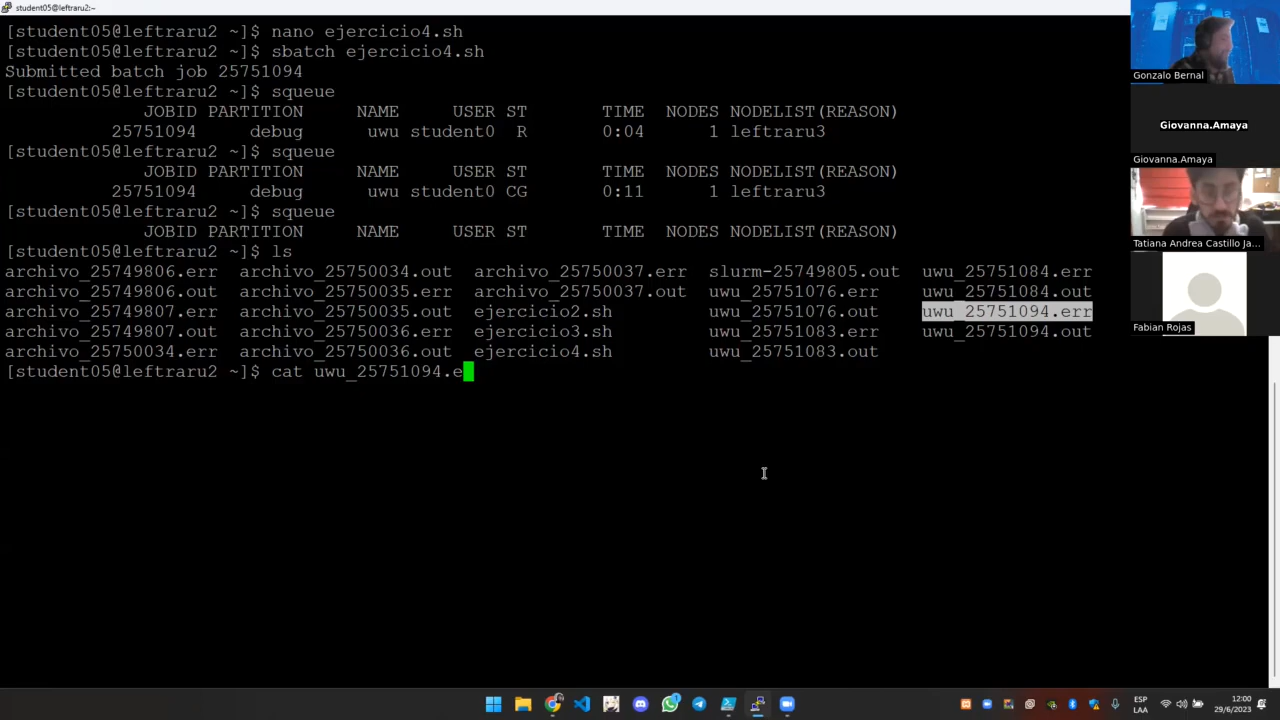 student05@leftraru2:~
[student05@leftraru2 ~]$ nano ejercicio4.sh
[student05@leftraru2 ~]$ sbatch ejercicio4.sh
Submitted batch job 25751094
[student05@leftraru2 ~]$ squeue
JOBID PARTITION NAME USER ST TIME NODES NODELIST(REASON)
25751094 debug uwu student0 R 0:04 1 leftraru3
[student05@leftraru2 ~]$ squeue
JOBID PARTITION NAME USER ST TIME NODES NODELIST(REASON)
25751094 debug uwu student0 CG 0:11 1 leftraru3
[student05@leftraru2 ~]$ squeue
JOBID PARTITION NAME USER ST TIME NODES NODELIST(REASON)
[student05@leftraru2 ~]$ ls
archivo_25749806.err archivo_25750034.out archivo_25750037.err slurm-25749805.out uwu_25751084.err
archivo_25749806.out archivo_25750035.err archivo_25750037.out uwu_25751076.err uwu_25751084.out
archivo_25749807.err archivo_25750035.out ejercicio2.sh uwu_25751076.out uwu_25751094.err
archivo_25749807.out archivo_25750036.err ejercicio3.sh uwu_25751083.err uwu_25751094.out
archivo_25750034.err archivo_25750036.out ejercicio4.sh uwu_25751083.out
[student05@leftraru2 ~]$ cat uwu_25751094.e
Gonzalo Bernal
Giovanna.Amaya
Giovanna.Amaya
Tatiana Andrea Castillo Ja...
Fabian Rojas
ESP
LAA
12:00
29/6/2023